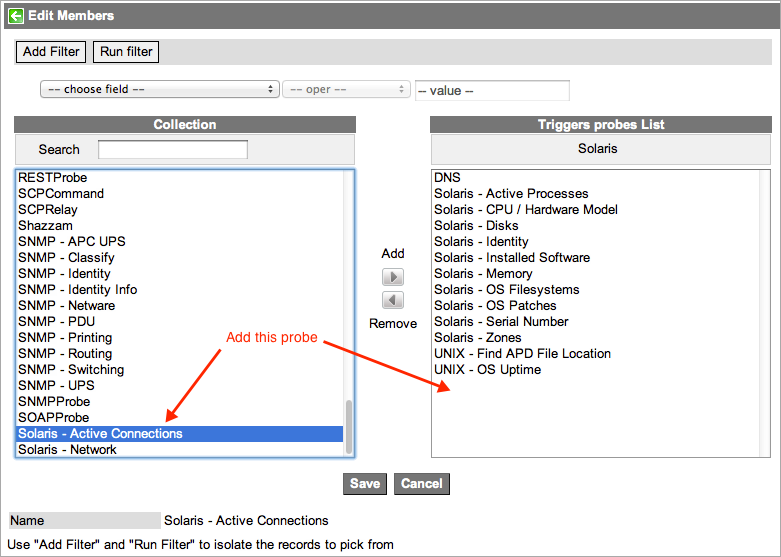 Edit Members
Add Filter
Run filter
-- choose field --
-- oper --
-- value --
Collection
Search
RESTProbe
SCPCommand
SCPRelay
Shazzam
SNMP - APC UPS
SNMP - Classify
SNMP - Identity
SNMP - Identity Info
SNMP - Netware
SNMP - PDU
SNMP - Printing
SNMP - Routing
SNMP - Switching
SNMP - UPS
SNMPProbe
SOAPProbe
Solaris - Active Connections
Solaris - Network
Add
Remove
Add this probe
Triggers probes List
Solaris
DNS
Solaris - Active Processes
Solaris - CPU / Hardware Model
Solaris - Disks
Solaris - Identity
Solaris - Installed Software
Solaris - Memory
Solaris - OS Filesystems
Solaris - OS Patches
Solaris - Serial Number
Solaris - Zones
UNIX - Find APD File Location
UNIX - OS Uptime
Save
Cancel
Name
Solaris - Active Connections
Use "Add Filter" and "Run Filter" to isolate the records to pick from